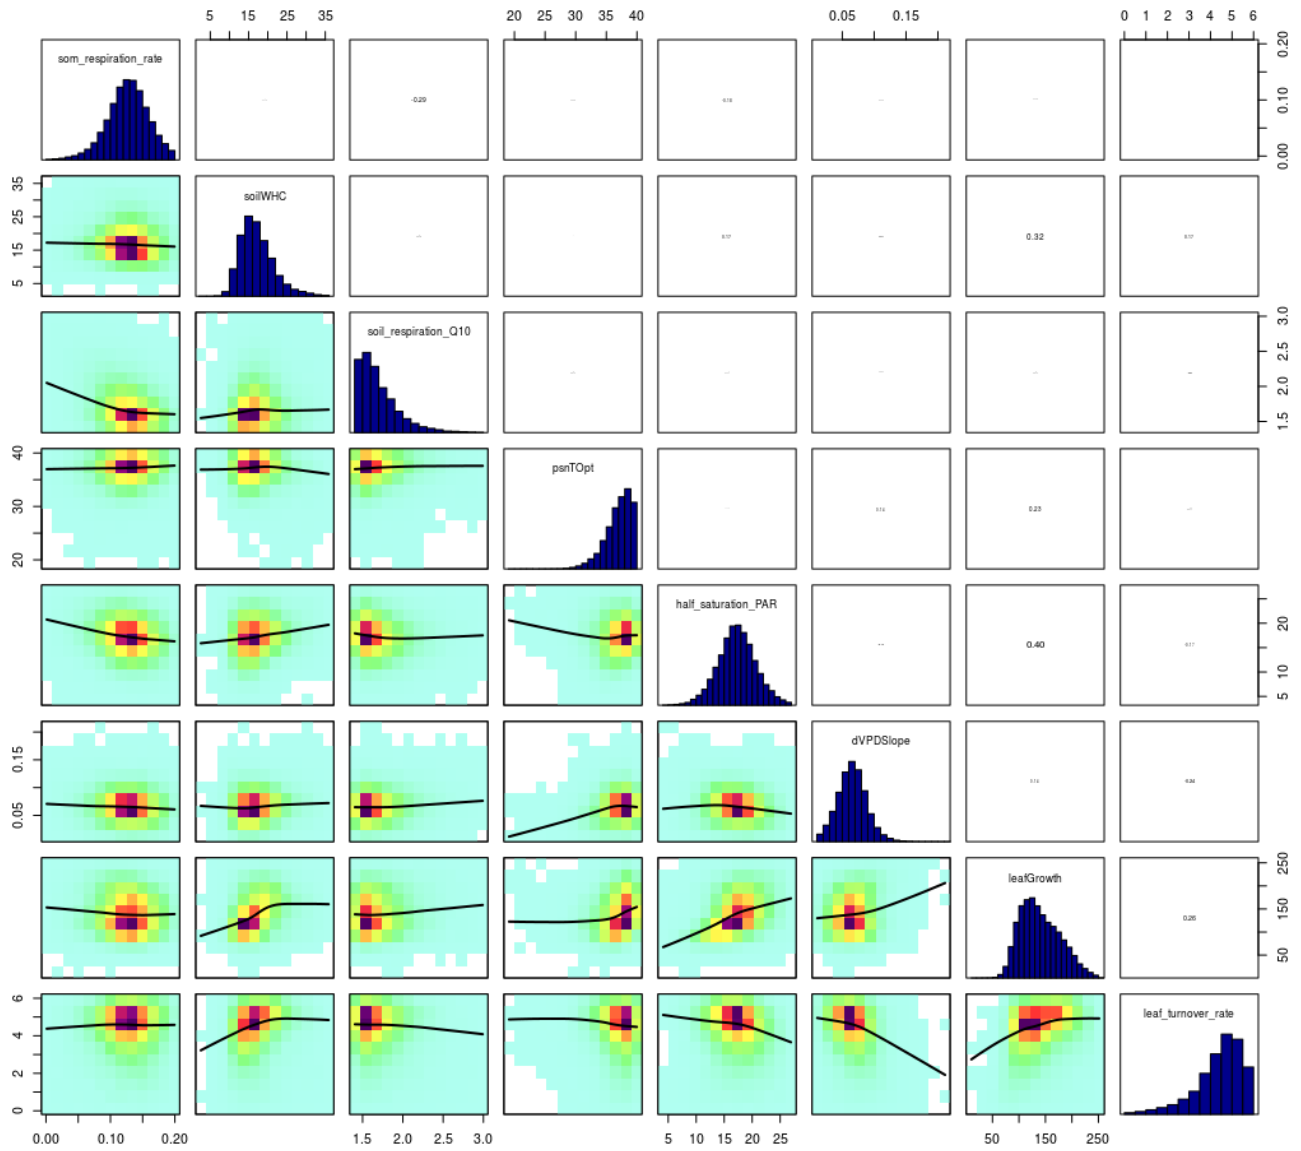 5 15 25 35 20 25 30 35 40 0.05 0.15 0 1 2 3 4 5 6
som_respiration_rate
-0.29
0.00 0.10 0.20
soilWHC
5 15 25 35
0.32
soil_respiration_Q10
1.5 2.0 2.5 3.0
psnTOpt
20 30 40
0.23
half_saturation_PAR
0.40
5 10 20
dVPDSlope
0.05 0.15
leafGrowth
0.26
50 150 250
leaf_turnover_rate
0 2 4 6
0.00 0.10 0.20 1.5 2.0 3.0 5 10 15 20 25 50 150 250